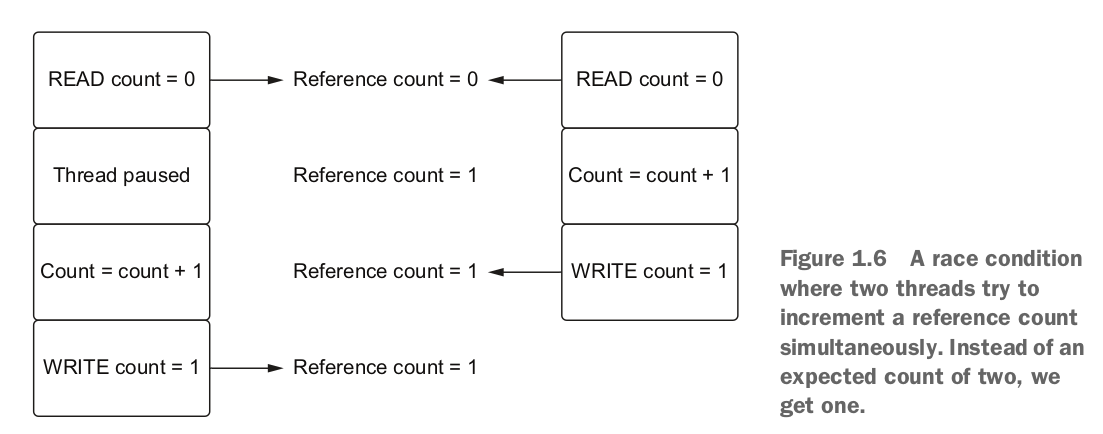 READ count = 0
Reference count = 0
READ count = 0
Thread paused
Reference count = 1
Count = count + 1
Count = count + 1
Reference count = 1
WRITE count = 1
WRITE count = 1
Reference count = 1
Figure 1.6 A race condition
where two threads try to
increment a reference count
simultaneously. Instead of an
expected count of two, we
get one.